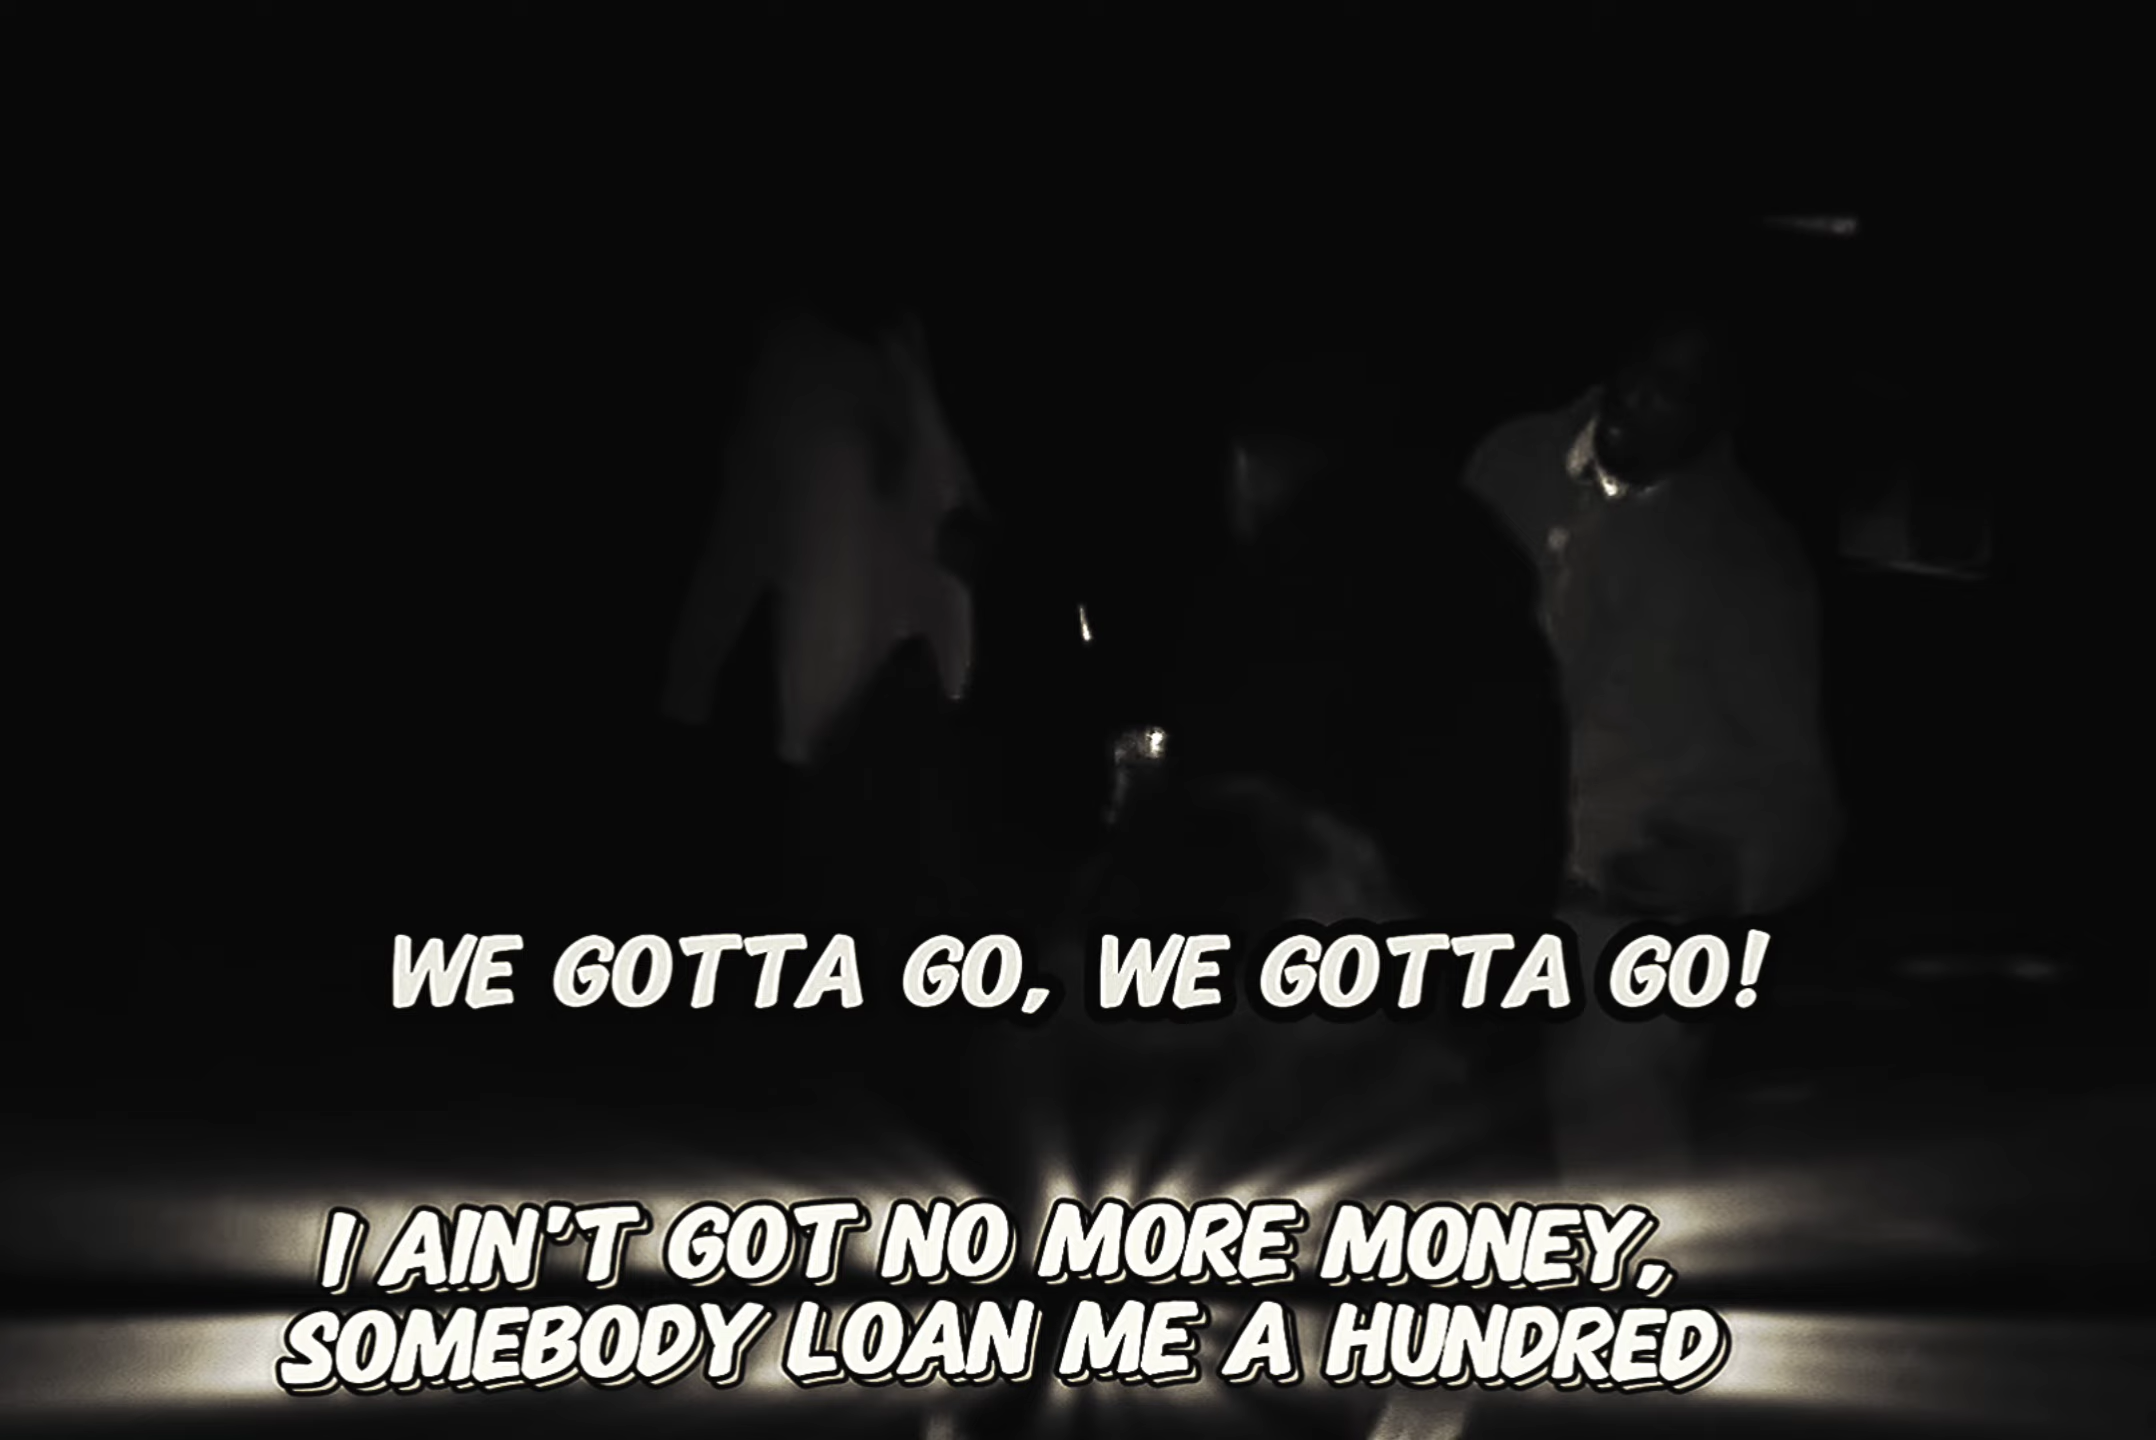 WE GOTTA GO, WE GOTTA GO!
I AIN'T GOT NO MORE MONEY,
SOMEBODY LOAN ME A HUNDRED